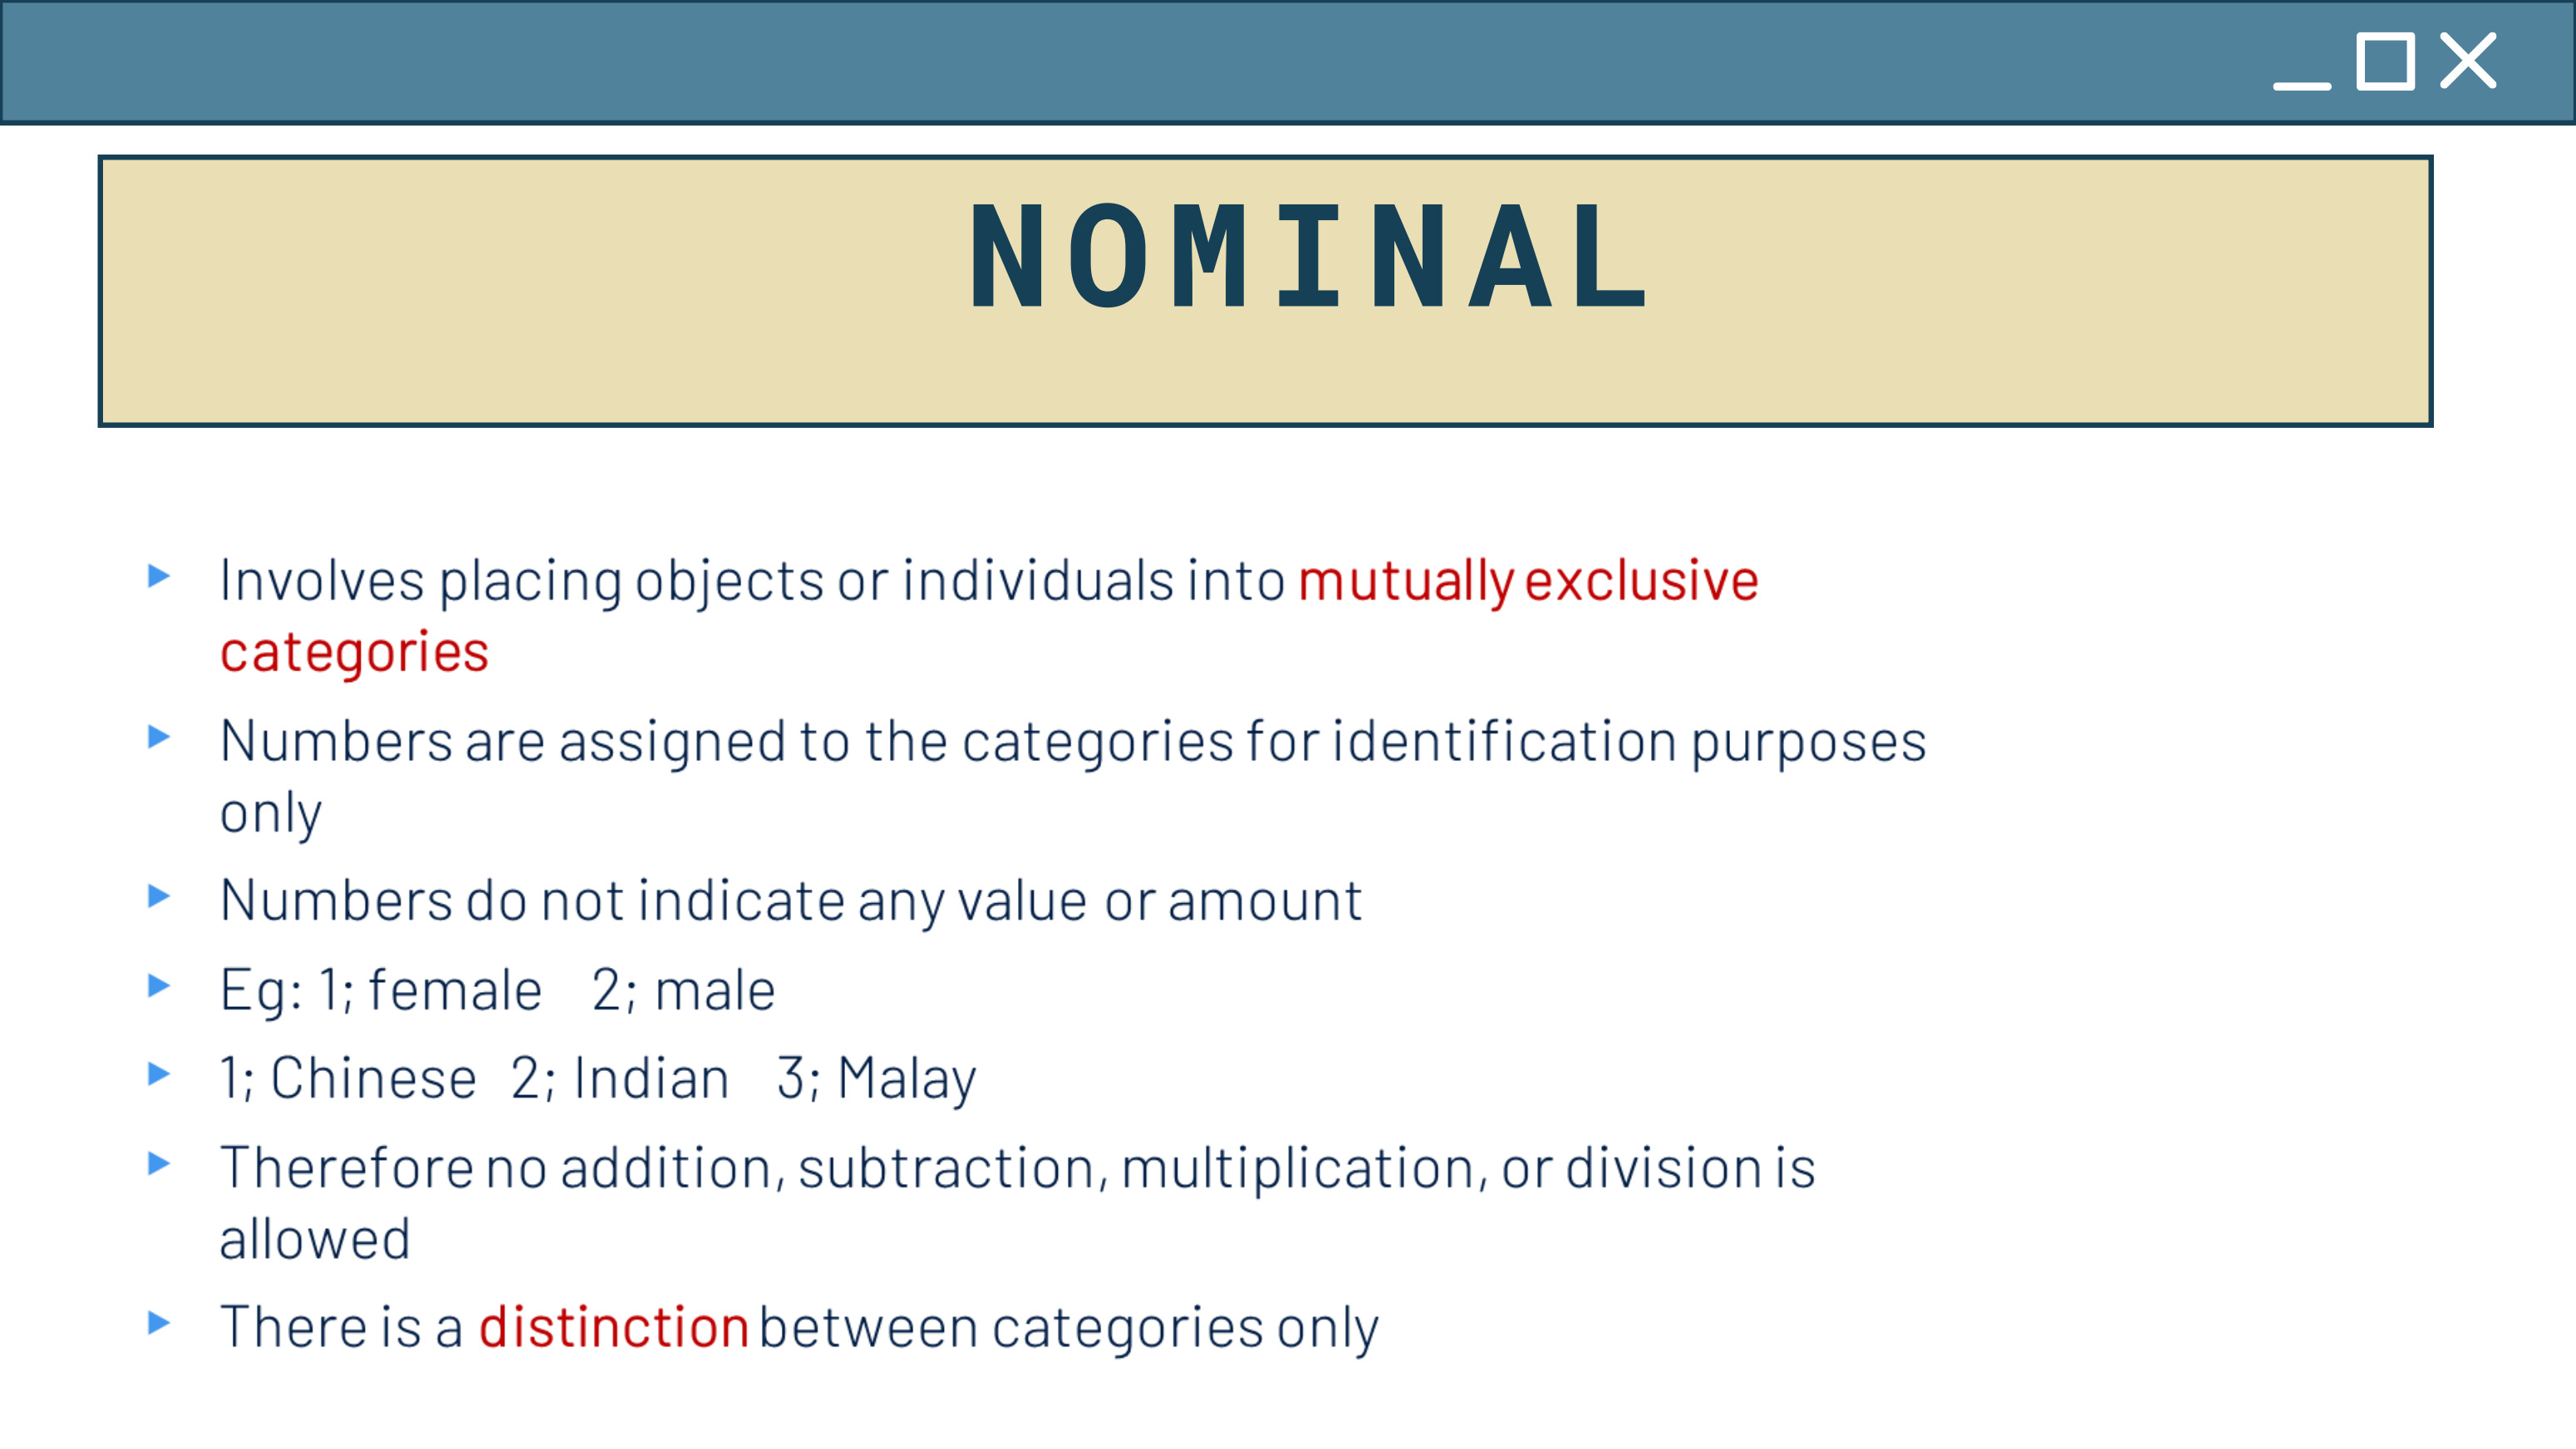 NOMINAL
Involves placing objects or individuals into mutually exclusive
categories
Numbers are assigned to the categories for identification purposes
only
Numbers do not indicate any value or amount
Eg: 1; female 2; male
1; Chinese 2; Indian 3; Malay
Therefore no addition, subtraction, multiplication, or division is
allowed
There is a distinction between categories only